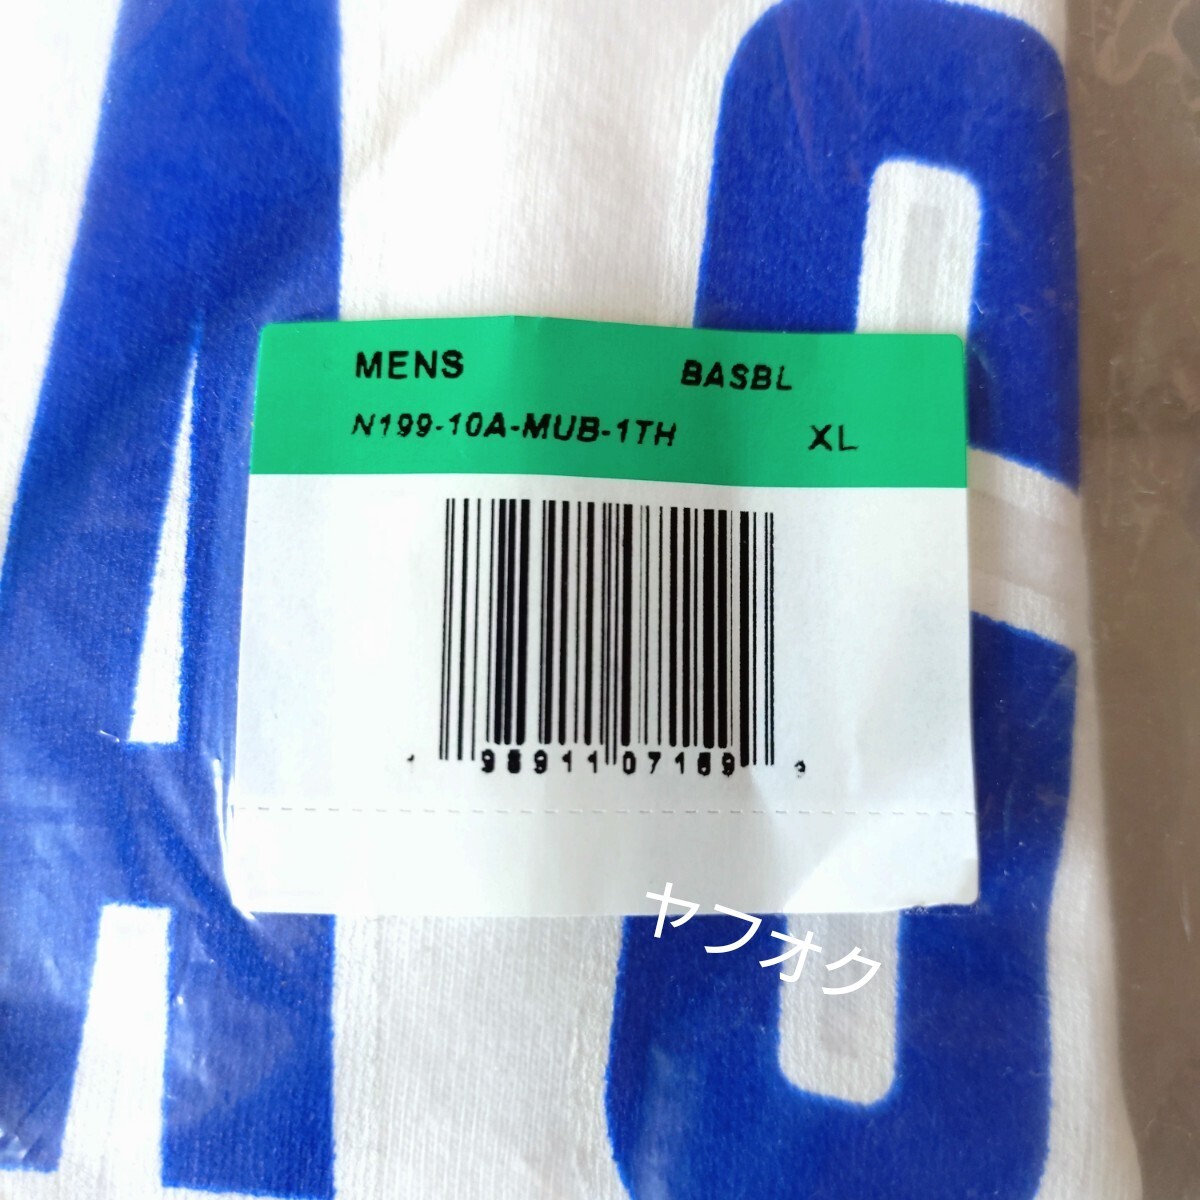 MENS BASBL
N199-10A-MUB-1TH XL
1 98911 07169 3
ヤフオク